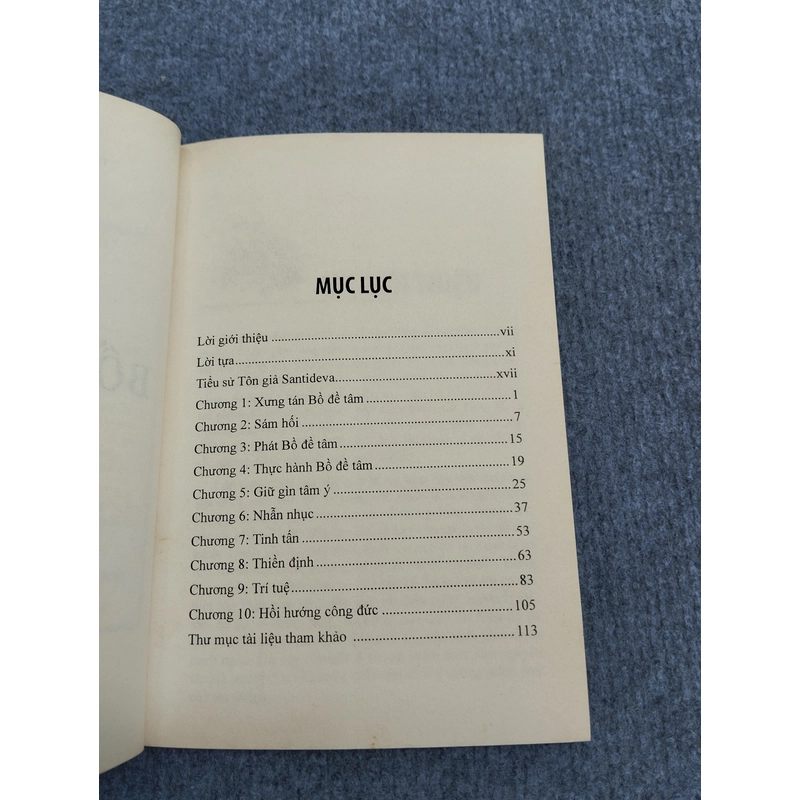 MỤC LỤC
Lời giới thiệu ........ vii
Lời tựa ........ xi
Tiểu sử Tôn giả Santideva ........ xvii
Chương 1: Xưng tán Bồ đề tâm ........ 1
Chương 2: Sám hối ........ 7
Chương 3: Phát Bồ đề tâm ........ 15
Chương 4: Thực hành Bồ đề tâm ........ 19
Chương 5: Giữ gìn tâm ý ........ 25
Chương 6: Nhẫn nhục ........ 37
Chương 7: Tinh tấn ........ 53
Chương 8: Thiền định ........ 63
Chương 9: Trí tuệ ........ 83
Chương 10: Hồi hướng công đức ........ 105
Thư mục tài liệu tham khảo ........ 113